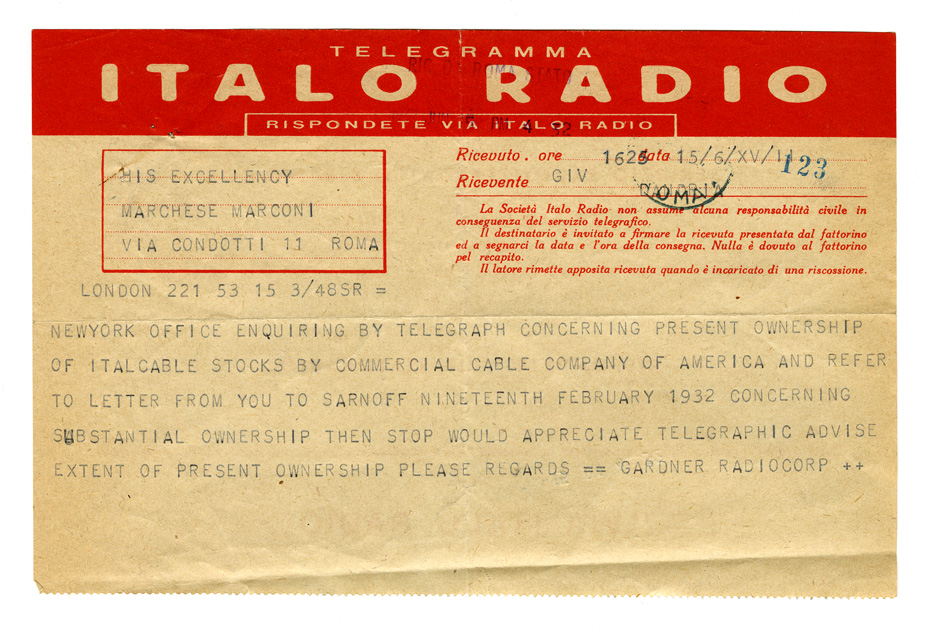 TELEGRAMMA
ITALO RADIO
RISPONDETE VIA ITALO RADIO
Ricevuto . ore 1625 data 15/6/XV/11
123
Ricevente GIV
ROMA
HIS EXCELLENCY
MARCHESE MARCONI
VIA CONDOTTI 11 ROMA
La Società Italo Radio non assume alcuna responsabilità civile in
conseguenza del servizio telegrafico.
Il destinatario è invitato a firmare la ricevuta presentata dal fattorino
ed a segnarci la data e l'ora della consegna. Nulla è dovuto al fattorino
pel recapito.
Il latore rimette apposita ricevuta quando è incaricato di una riscossione.
LONDON 221 53 15 3/48SR =
NEWYORK OFFICE ENQUIRING BY TELEGRAPH CONCERNING PRESENT OWNERSHIP
OF ITALCABLE STOCKS BY COMMERCIAL CABLE COMPANY OF AMERICA AND REFER
TO LETTER FROM YOU TO SARNOFF NINETEENTH FEBRUARY 1932 CONCERNING
SUBSTANTIAL OWNERSHIP THEN STOP WOULD APPRECIATE TELEGRAPHIC ADVISE
EXTENT OF PRESENT OWNERSHIP PLEASE REGARDS == GARDNER RADIOCORP ++